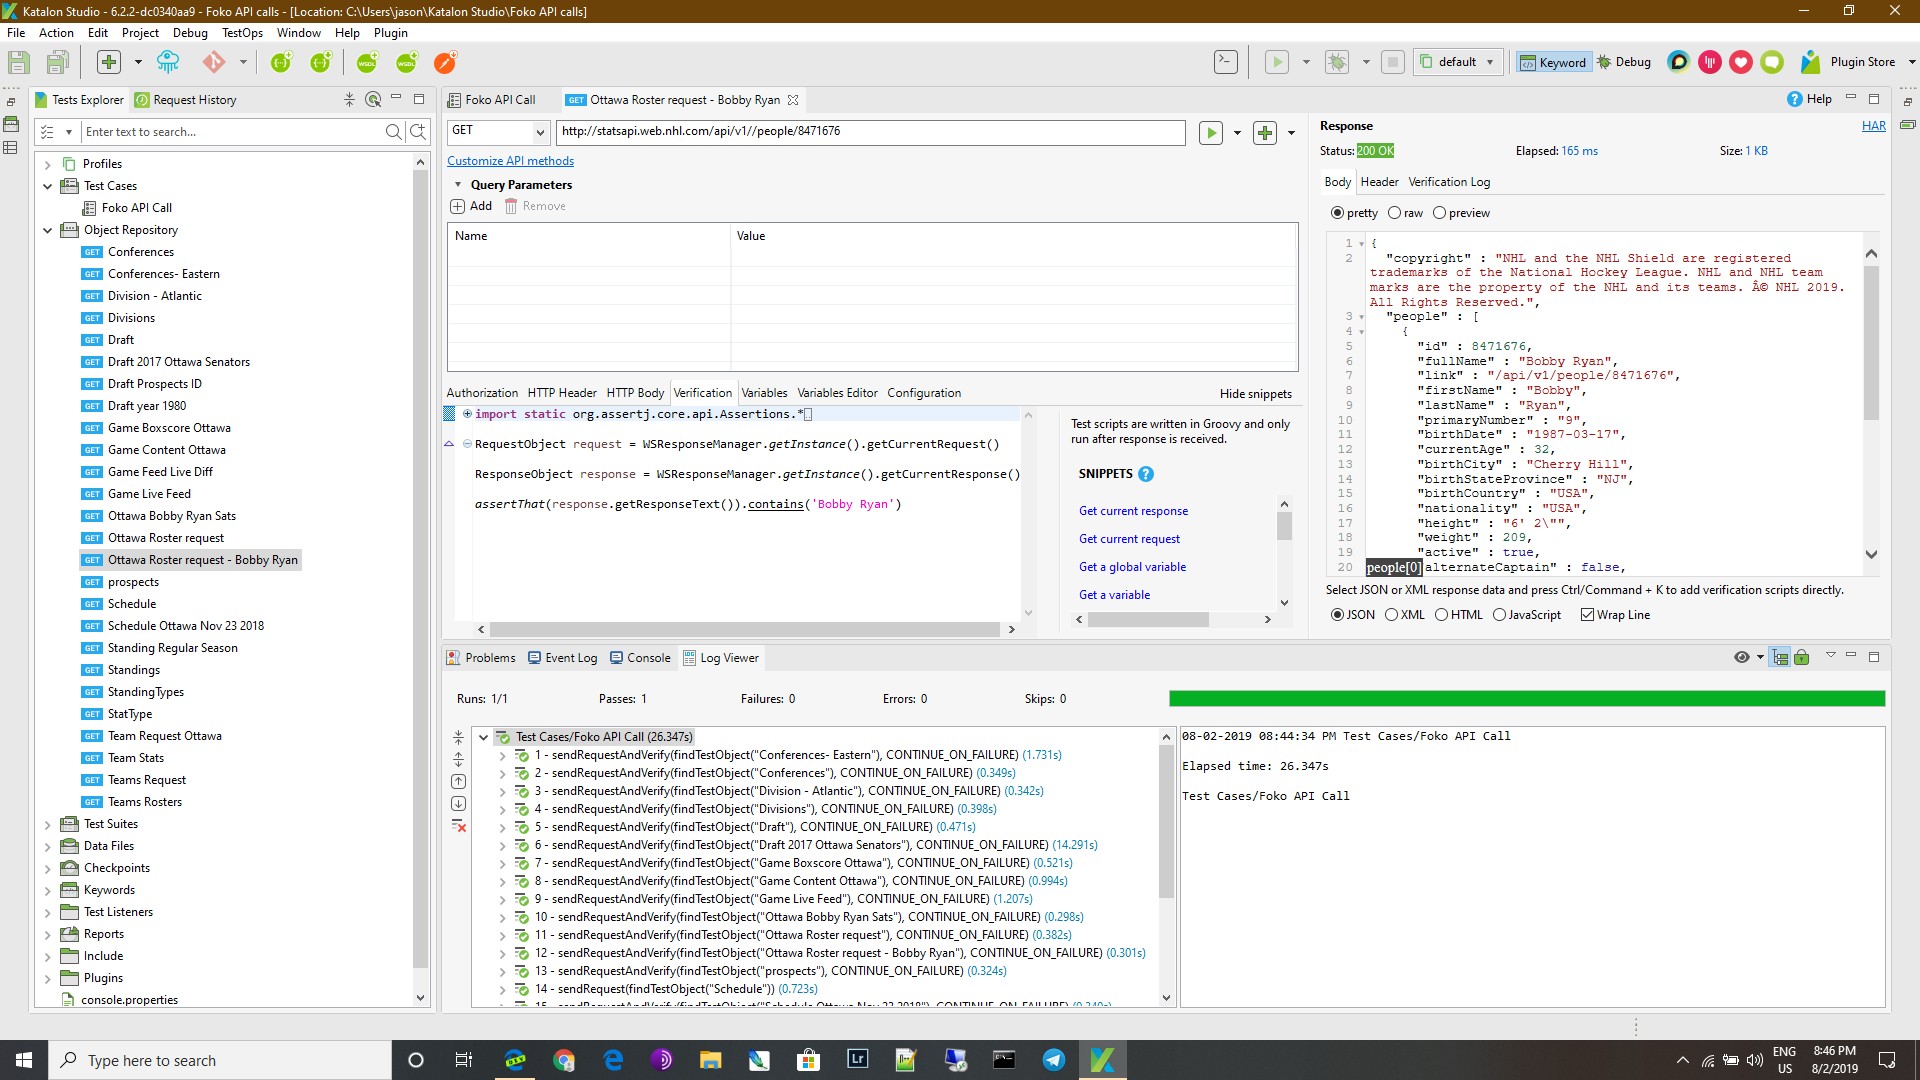 Katalon Studio - 6.2.2-dc0340aa9 - Foko API calls - [Location: C:\Users\jason\Katalon Studio\Foko API calls]
File Action Edit Project Debug TestOps Window Help Plugin
default Keyword Debug Plugin Store
Tests Explorer Request History
Enter text to search...
Profiles
Test Cases
Foko API Call
Object Repository
GET Conferences
GET Conferences- Eastern
GET Division - Atlantic
GET Divisions
GET Draft
GET Draft 2017 Ottawa Senators
GET Draft Prospects ID
GET Draft year 1980
GET Game Boxscore Ottawa
GET Game Content Ottawa
GET Game Feed Live Diff
GET Game Live Feed
GET Ottawa Bobby Ryan Sats
GET Ottawa Roster request
GET Ottawa Roster request - Bobby Ryan
GET prospects
GET Schedule
GET Schedule Ottawa Nov 23 2018
GET Standing Regular Season
GET Standings
GET StandingTypes
GET StatType
GET Team Request Ottawa
GET Team Stats
GET Teams Request
GET Teams Rosters
Test Suites
Data Files
Checkpoints
Keywords
Test Listeners
Reports
Include
Plugins
console.properties
Foko API Call GET Ottawa Roster request - Bobby Ryan Help
GET http://statsapi.web.nhl.com/api/v1//people/8471676
Customize API methods
Query Parameters
Add Remove
Name Value
Authorization HTTP Header HTTP Body Verification Variables Variables Editor Configuration Hide snippets
import static org.assertj.core.api.Assertions.*
RequestObject request = WSResponseManager.getInstance().getCurrentRequest()
ResponseObject response = WSResponseManager.getInstance().getCurrentResponse()
assertThat(response.getResponseText()).contains('Bobby Ryan')
Test scripts are written in Groovy and only
run after response is received.
SNIPPETS
Get current response
Get current request
Get a global variable
Get a variable
Response HAR
Status: 200 OK Elapsed: 165 ms Size: 1 KB
Body Header Verification Log
pretty raw preview
1 {
2 "copyright" : "NHL and the NHL Shield are registered
trademarks of the National Hockey League. NHL and NHL team
marks are the property of the NHL and its teams. Â© NHL 2019.
All Rights Reserved.",
3 "people" : [
4 {
5 "id" : 8471676,
6 "fullName" : "Bobby Ryan",
7 "link" : "/api/v1/people/8471676",
8 "firstName" : "Bobby",
9 "lastName" : "Ryan",
10 "primaryNumber" : "9",
11 "birthDate" : "1987-03-17",
12 "currentAge" : 32,
13 "birthCity" : "Cherry Hill",
14 "birthStateProvince" : "NJ",
15 "birthCountry" : "USA",
16 "nationality" : "USA",
17 "height" : "6' 2\"",
18 "weight" : 209,
19 "active" : true,
20 people[0] alternateCaptain" : false,
Select JSON or XML response data and press Ctrl/Command + K to add verification scripts directly.
JSON XML HTML JavaScript Wrap Line
Problems Event Log Console Log Viewer
Runs: 1/1 Passes: 1 Failures: 0 Errors: 0 Skips: 0
Test Cases/Foko API Call (26.347s)
1 - sendRequestAndVerify(findTestObject("Conferences- Eastern"), CONTINUE_ON_FAILURE) (1.731s)
2 - sendRequestAndVerify(findTestObject("Conferences"), CONTINUE_ON_FAILURE) (0.349s)
3 - sendRequestAndVerify(findTestObject("Division - Atlantic"), CONTINUE_ON_FAILURE) (0.342s)
4 - sendRequestAndVerify(findTestObject("Divisions"), CONTINUE_ON_FAILURE) (0.398s)
5 - sendRequestAndVerify(findTestObject("Draft"), CONTINUE_ON_FAILURE) (0.471s)
6 - sendRequestAndVerify(findTestObject("Draft 2017 Ottawa Senators"), CONTINUE_ON_FAILURE) (14.291s)
7 - sendRequestAndVerify(findTestObject("Game Boxscore Ottawa"), CONTINUE_ON_FAILURE) (0.521s)
8 - sendRequestAndVerify(findTestObject("Game Content Ottawa"), CONTINUE_ON_FAILURE) (0.994s)
9 - sendRequestAndVerify(findTestObject("Game Live Feed"), CONTINUE_ON_FAILURE) (1.207s)
10 - sendRequestAndVerify(findTestObject("Ottawa Bobby Ryan Sats"), CONTINUE_ON_FAILURE) (0.298s)
11 - sendRequestAndVerify(findTestObject("Ottawa Roster request"), CONTINUE_ON_FAILURE) (0.382s)
12 - sendRequestAndVerify(findTestObject("Ottawa Roster request - Bobby Ryan"), CONTINUE_ON_FAILURE) (0.301s)
13 - sendRequestAndVerify(findTestObject("prospects"), CONTINUE_ON_FAILURE) (0.324s)
14 - sendRequest(findTestObject("Schedule")) (0.723s)
15 - sendRequestAndVerify(findTestObject("Schedule Ottawa Nov 23 2018"), CONTINUE_ON_FAILURE) (0.340s)
08-02-2019 08:44:34 PM Test Cases/Foko API Call
Elapsed time: 26.347s
Test Cases/Foko API Call
Type here to search
Lr
ENG
US
8:46 PM
8/2/2019